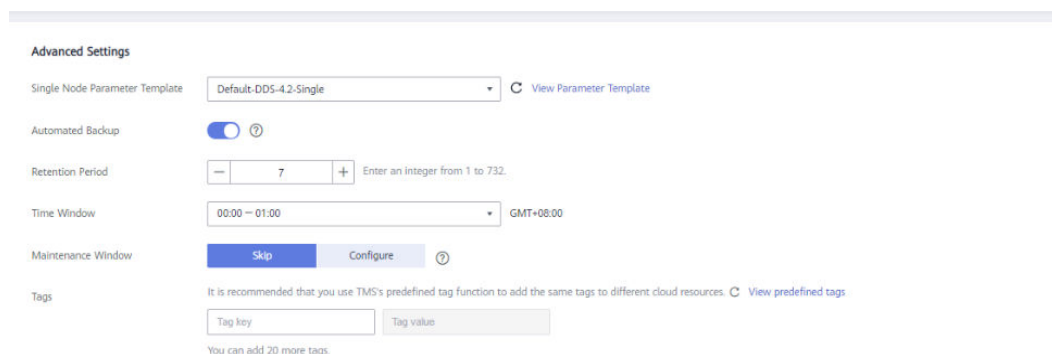 Advanced Settings
Single Node Parameter Template Default-DDS-4.2-Single View Parameter Template
Automated Backup
Retention Period 7 Enter an integer from 1 to 732.
Time Window 00:00 — 01:00 GMT+08:00
Maintenance Window Skip Configure
Tags It is recommended that you use TMS's predefined tag function to add the same tags to different cloud resources. View predefined tags
Tag key Tag value
You can add 20 more tags.